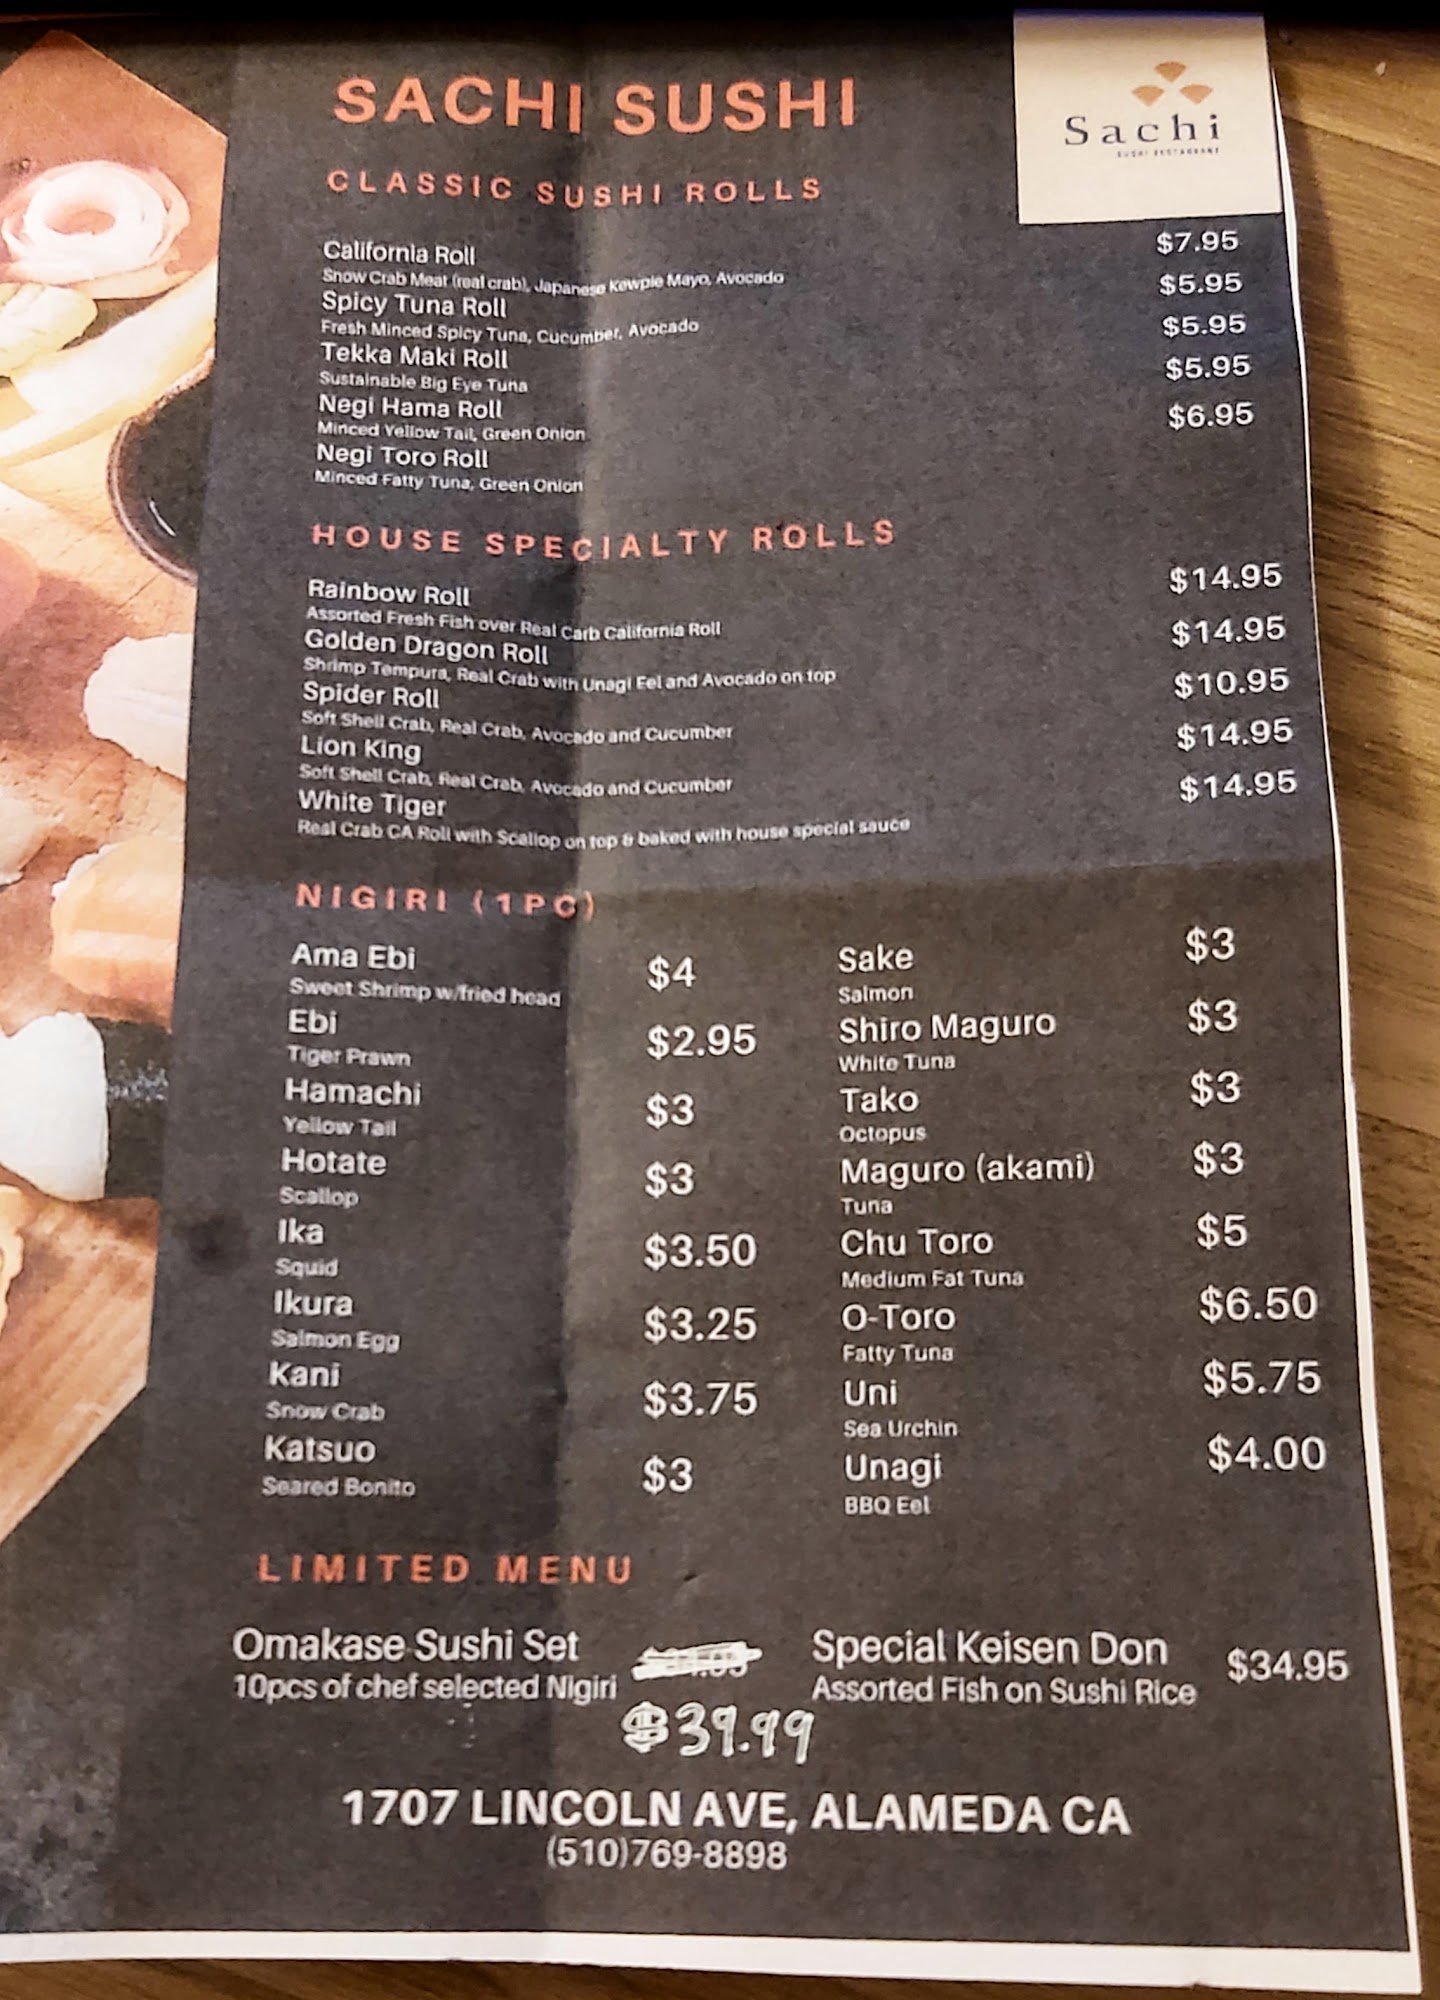 SACHI SUSHI
Sachi
SUSHI RESTAURANT
CLASSIC SUSHI ROLLS
California Roll $7.95
Snow Crab Meat (real crab), Japanese Kewpie Mayo, Avocado
Spicy Tuna Roll $5.95
Fresh Minced Spicy Tuna, Cucumber, Avocado
Tekka Maki Roll $5.95
Sustainable Big Eye Tuna
Negi Hama Roll $5.95
Minced Yellow Tail, Green Onion
Negi Toro Roll $6.95
Minced Fatty Tuna, Green Onion
HOUSE SPECIALTY ROLLS
Rainbow Roll $14.95
Assorted Fresh Fish over Real Carb California Roll
Golden Dragon Roll $14.95
Shrimp Tempura, Real Crab with Unagi Eel and Avocado on top
Spider Roll $10.95
Soft Shell Crab, Real Crab, Avocado and Cucumber
Lion King $14.95
Soft Shell Crab, Real Crab, Avocado and Cucumber
White Tiger $14.95
Real Crab CA Roll with Scallop on top & baked with house special sauce
NIGIRI (1PC)
Ama Ebi $4
Sweet Shrimp w/fried head
Ebi $2.95
Tiger Prawn
Hamachi $3
Yellow Tail
Hotate $3
Scallop
Ika $3.50
Squid
Ikura $3.25
Salmon Egg
Kani $3.75
Snow Crab
Katsuo $3
Seared Bonito
Sake $3
Salmon
Shiro Maguro $3
White Tuna
Tako $3
Octopus
Maguro (akami) $3
Tuna
Chu Toro $5
Medium Fat Tuna
O-Toro $6.50
Fatty Tuna
Uni $5.75
Sea Urchin
Unagi $4.00
BBQ Eel
LIMITED MENU
Omakase Sushi Set
10pcs of chef selected Nigiri
$39.99
Special Keisen Don $34.95
Assorted Fish on Sushi Rice
1707 LINCOLN AVE, ALAMEDA CA
(510)769-8898